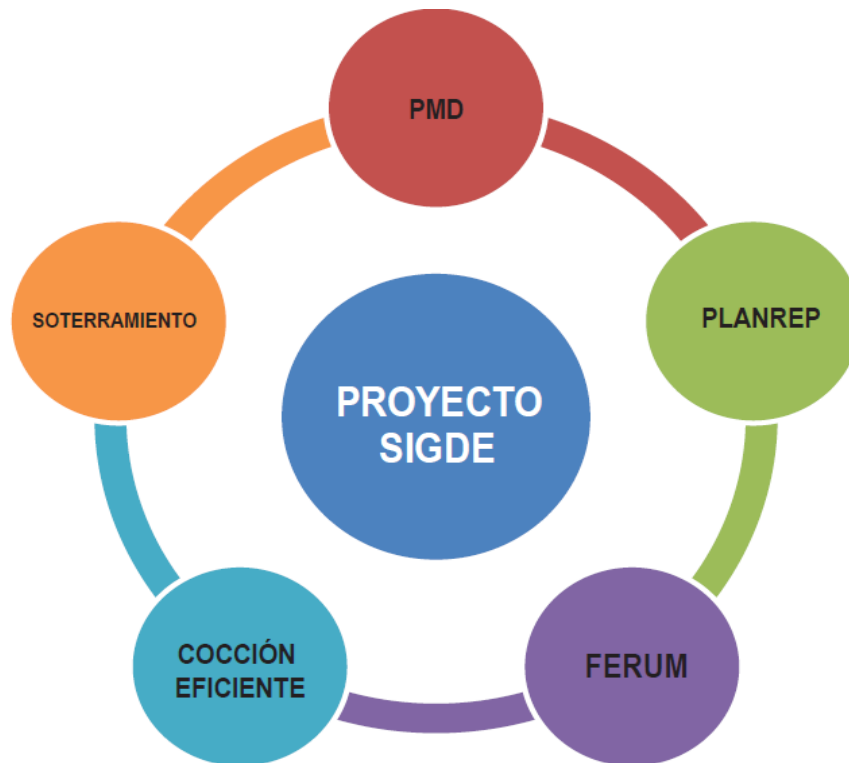 PMD
PLANREP
SOTERRAMIENTO
PROYECTO
SIGDE
COCCIÓN
EFICIENTE
FERUM